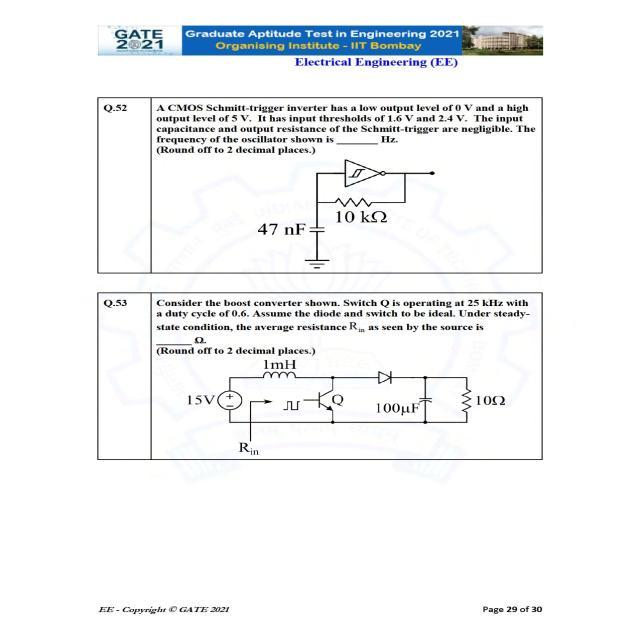 GATE
2021
Graduate Aptitude Test in Engineering 2021
Organising Institute - IIT Bombay
Electrical Engineering (EE)
Q.52
A CMOS Schmitt-trigger inverter has a low output level of 0 V and a high
output level of 5 V. It has input thresholds of 1.6 V and 2.4 V. The input
capacitance and output resistance of the Schmitt-trigger are negligible. The
frequency of the oscillator shown is ______ Hz.
(Round off to 2 decimal places.)
10 kΩ
47 nF
Q.53
Consider the boost converter shown. Switch Q is operating at 25 kHz with
a duty cycle of 0.6. Assume the diode and switch to be ideal. Under steady-
state condition, the average resistance Rin as seen by the source is
______ Ω.
(Round off to 2 decimal places.)
1mH
15V
+
−
Q
100μF
10Ω
Rin
EE - Copyright © GATE 2021
Page 29 of 30